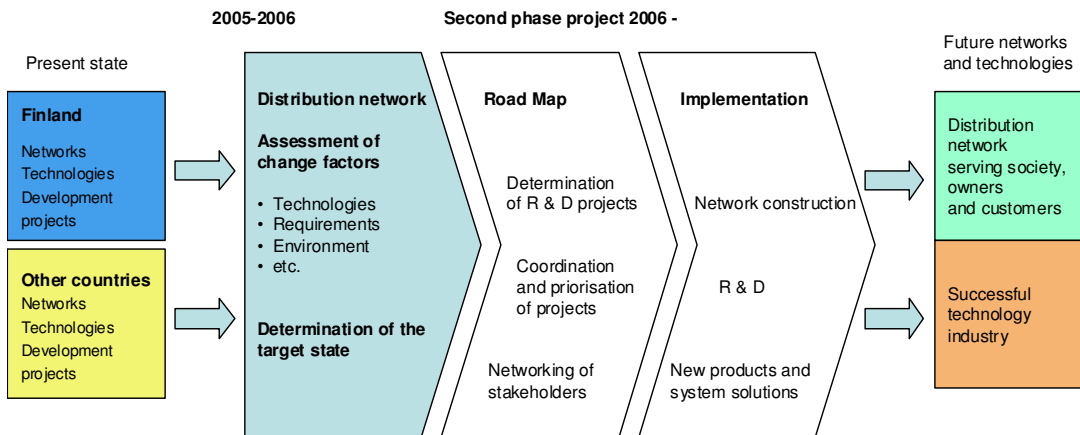 2005-2006
Second phase project 2006 -
Present state
Finland
Networks
Technologies
Development
projects
Other countries
Networks
Technologies
Development
projects
Distribution network
Assessment of
change factors
• Technologies
• Requirements
• Environment
• etc.
Determination of the
target state
Road Map
Determination
of R & D projects
Coordination
and priorisation
of projects
Networking of
stakeholders
Implementation
Network construction
R & D
New products and
system solutions
Future networks
and technologies
Distribution
network
serving society,
owners
and customers
Successful
technology
industry